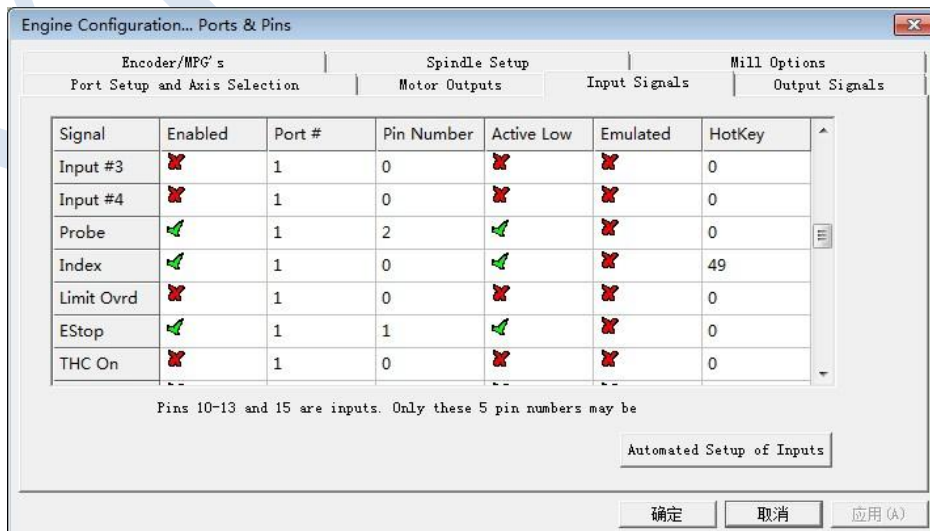 Engine Configuration... Ports & Pins
Encoder/MPG's Spindle Setup Mill Options
Port Setup and Axis Selection Motor Outputs Input Signals Output Signals
Signal Enabled Port # Pin Number Active Low Emulated HotKey
Input #3 1 0 0
Input #4 1 0 0
Probe 1 2 0
Index 1 0 49
Limit Ovrd 1 0 0
EStop 1 1 0
THC On 1 0 0
Pins 10-13 and 15 are inputs. Only these 5 pin numbers may be
Automated Setup of Inputs
确定 取消 应用(A)